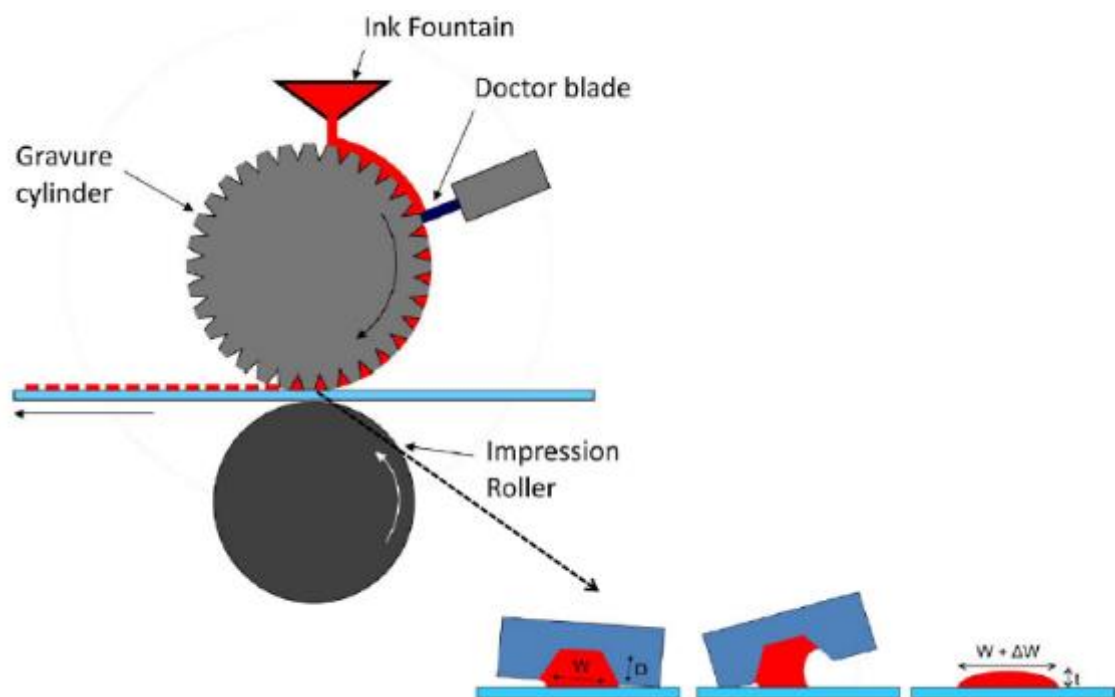 Ink Fountain
Doctor blade
Gravure
cylinder
Impression
Roller
W
D
W + ΔW
t